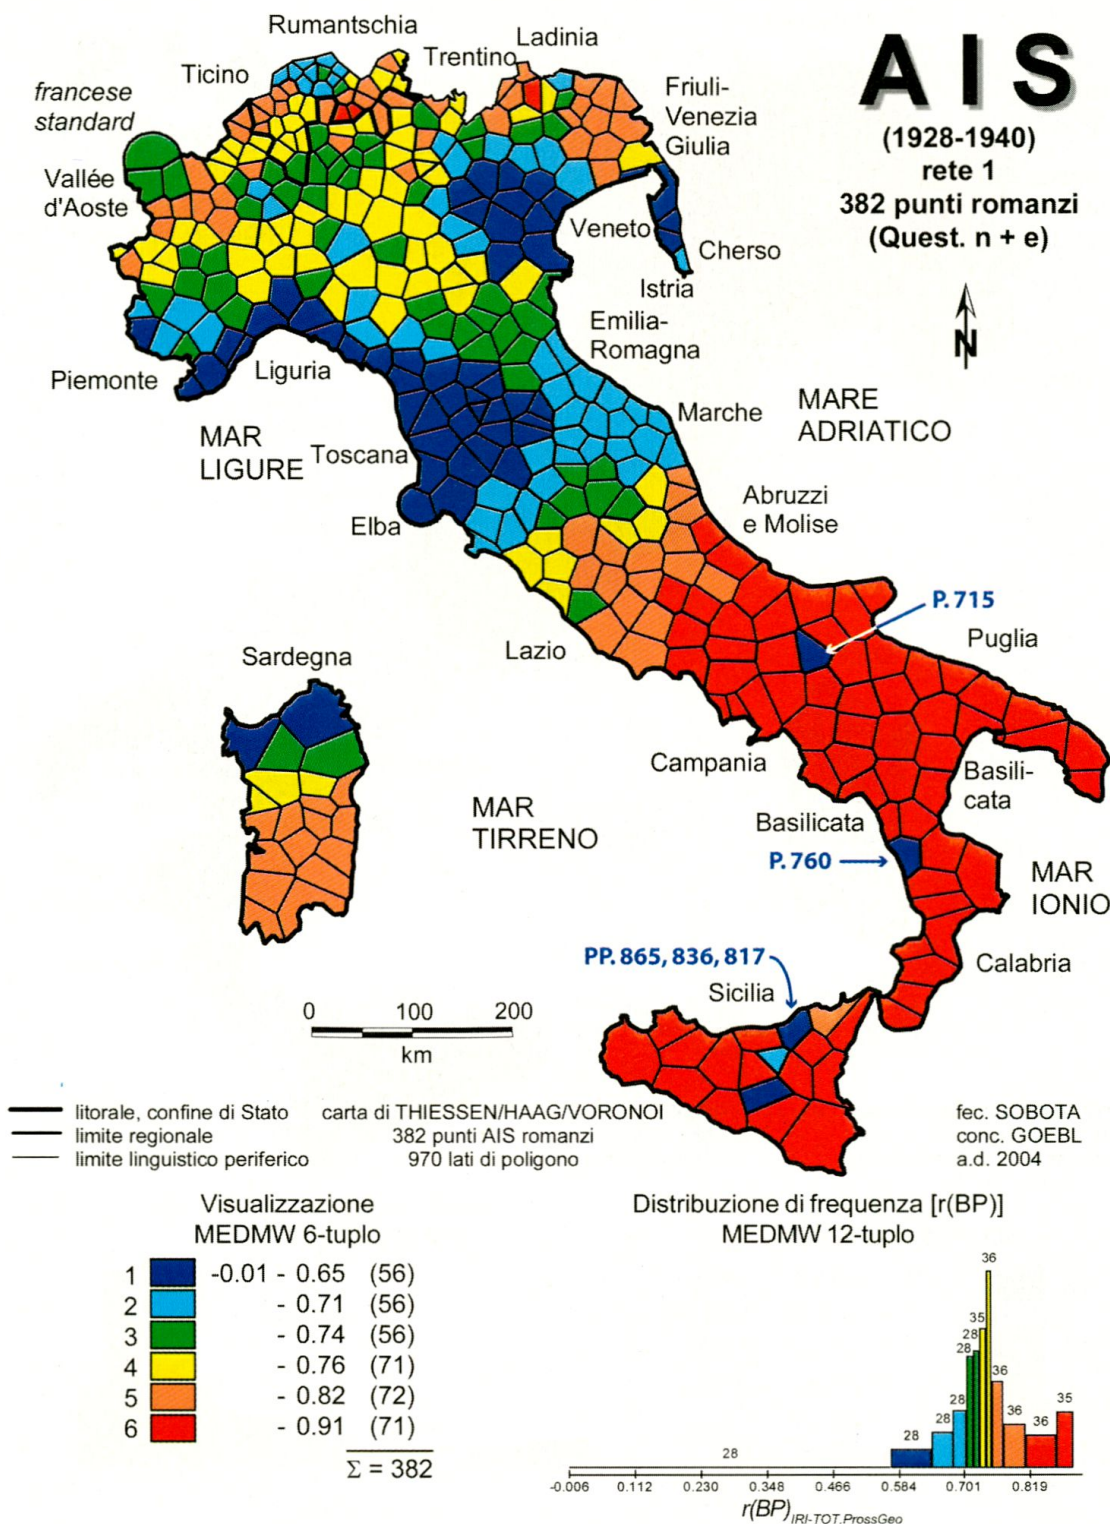 AIS
(1928-1940)
rete 1
382 punti romanzi
(Quest. n + e)
N
Rumantschia
Ladinia
Trentino
Ticino
Friuli-
Venezia
Giulia
francese
standard
Vallée
d'Aoste
Veneto
Cherso
Istria
Emilia-
Romagna
Piemonte
Liguria
MAR
LIGURE
Toscana
Marche
MARE
ADRIATICO
Elba
Abruzzi
e Molise
P. 715
Puglia
Lazio
Sardegna
Campania
Basili-
cata
MAR
TIRRENO
Basilicata
P. 760
MAR
IONIO
PP. 865, 836, 817
Sicilia
Calabria
0 100 200
km
litorale, confine di Stato
limite regionale
limite linguistico periferico
carta di THIESSEN/HAAG/VORONOI
382 punti AIS romanzi
970 lati di poligono
fec. SOBOTA
conc. GOEBL
a.d. 2004
Visualizzazione
MEDMW 6-tuplo
1 -0.01 - 0.65 (56)
2 - 0.71 (56)
3 - 0.74 (56)
4 - 0.76 (71)
5 - 0.82 (72)
6 - 0.91 (71)
Σ = 382
Distribuzione di frequenza [r(BP)]
MEDMW 12-tuplo
28 28 28 28 28 28 35 36 36 36 36 35
-0.006 0.112 0.230 0.348 0.466 0.584 0.701 0.819
r(BP)IRI-TOT,ProssGeo